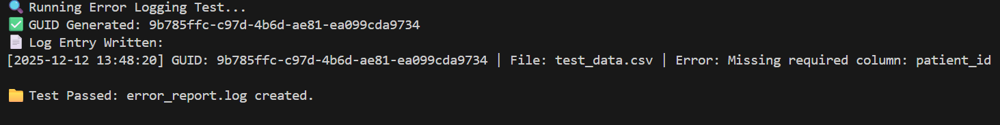 🔍 Running Error Logging Test...
✅ GUID Generated: 9b785ffc-c97d-4b6d-ae81-ea099cda9734
📄 Log Entry Written:
[2025-12-12 13:48:20] GUID: 9b785ffc-c97d-4b6d-ae81-ea099cda9734 | File: test_data.csv | Error: Missing required column: patient_id
📁 Test Passed: error_report.log created.